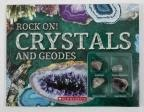 ROCK ON!
CRYSTALS
AND GEODES
SCHOLASTIC